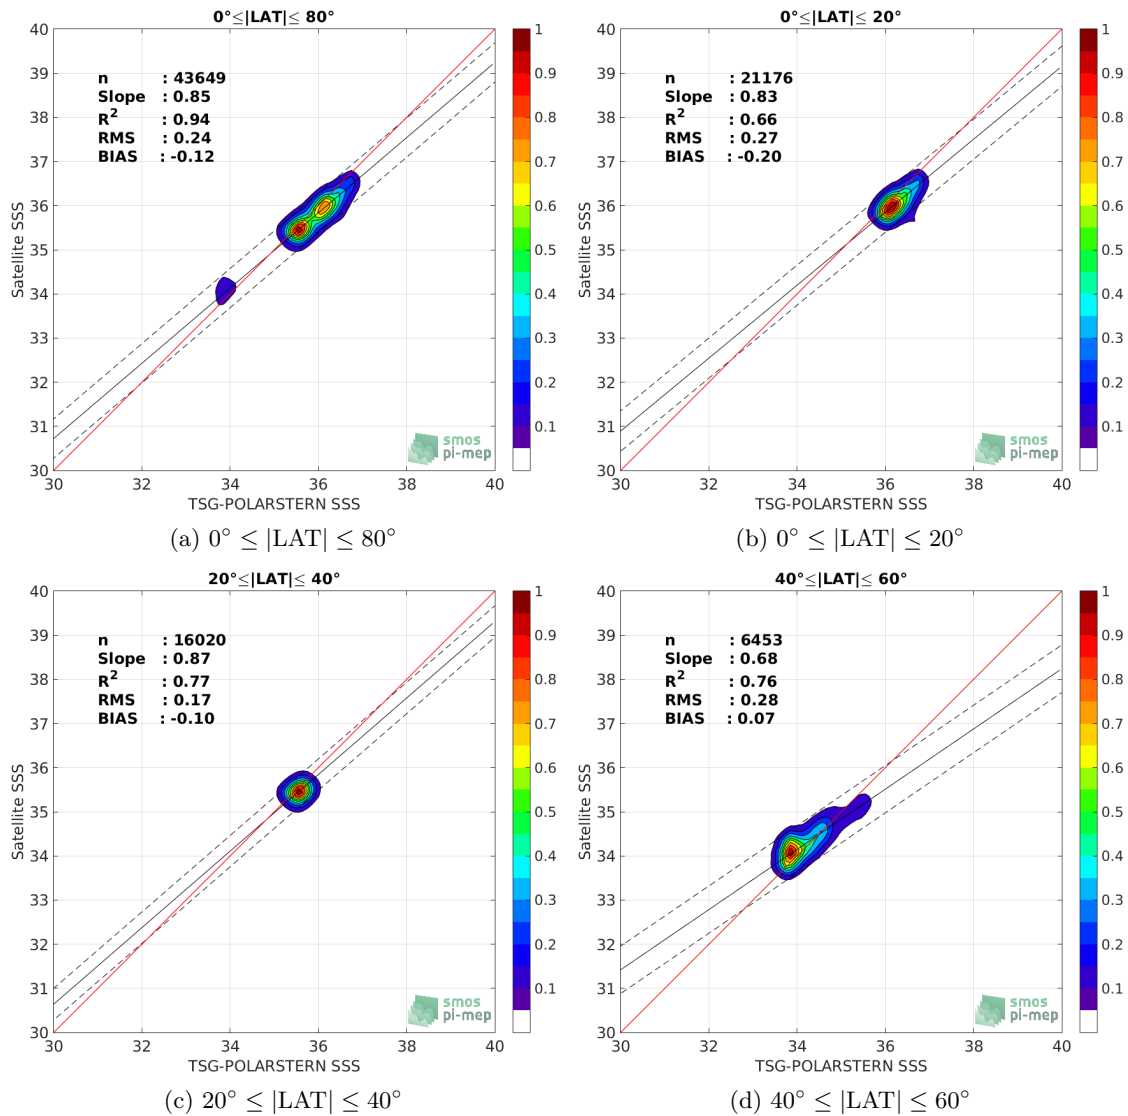 0°≤|LAT|≤ 80°
40
39
38
37
36
35
34
33
32
31
30
Satellite SSS
n : 43649
Slope : 0.85
R² : 0.94
RMS : 0.24
BIAS : -0.12
smos
pi-mep
30 32 34 36 38 40
TSG-POLARSTERN SSS
1
0.9
0.8
0.7
0.6
0.5
0.4
0.3
0.2
0.1
(a) 0° ≤ |LAT| ≤ 80°
0°≤|LAT|≤ 20°
40
39
38
37
36
35
34
33
32
31
30
Satellite SSS
n : 21176
Slope : 0.83
R² : 0.66
RMS : 0.27
BIAS : -0.20
smos
pi-mep
30 32 34 36 38 40
TSG-POLARSTERN SSS
1
0.9
0.8
0.7
0.6
0.5
0.4
0.3
0.2
0.1
(b) 0° ≤ |LAT| ≤ 20°
20°≤|LAT|≤ 40°
40
39
38
37
36
35
34
33
32
31
30
Satellite SSS
n : 16020
Slope : 0.87
R² : 0.77
RMS : 0.17
BIAS : -0.10
smos
pi-mep
30 32 34 36 38 40
TSG-POLARSTERN SSS
1
0.9
0.8
0.7
0.6
0.5
0.4
0.3
0.2
0.1
(c) 20° ≤ |LAT| ≤ 40°
40°≤|LAT|≤ 60°
40
39
38
37
36
35
34
33
32
31
30
Satellite SSS
n : 6453
Slope : 0.68
R² : 0.76
RMS : 0.28
BIAS : 0.07
smos
pi-mep
30 32 34 36 38 40
TSG-POLARSTERN SSS
1
0.9
0.8
0.7
0.6
0.5
0.4
0.3
0.2
0.1
(d) 40° ≤ |LAT| ≤ 60°